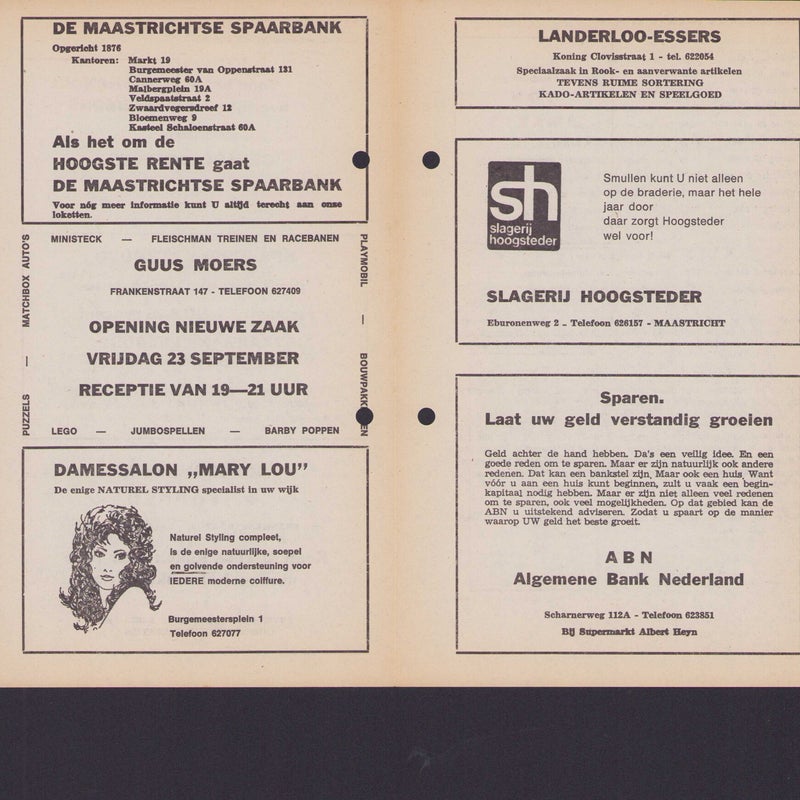 DE MAASTRICHTSE SPAARBANK
Opgericht 1876
Kantoren: Markt 19
Burgemeester van Oppenstraat 131
Cannerweg 60A
Malbergplein 19A
Veldspaatstraat 2
Zwaardvegersdreef 12
Bloemenweg 9
Kasteel Schaloenstraat 60A
Als het om de
HOOGSTE RENTE gaat
DE MAASTRICHTSE SPAARBANK
Voor nóg meer informatie kunt U altijd terecht aan onze
loketten.
MINISTECK — FLEISCHMAN TREINEN EN RACEBANEN
PUZZELS — MATCHBOX AUTO'S
PLAYMOBIL — BOUWPAKKEN
GUUS MOERS
FRANKENSTRAAT 147 - TELEFOON 627409
OPENING NIEUWE ZAAK
VRIJDAG 23 SEPTEMBER
RECEPTIE VAN 19—21 UUR
LEGO — JUMBOSPELLEN — BARBY POPPEN
DAMESSALON „MARY LOU”
De enige NATUREL STYLING specialist in uw wijk
Naturel Styling compleet,
is de enige natuurlijke, soepel
en golvende ondersteuning voor
IEDERE moderne coiffure.
Burgemeestersplein 1
Telefoon 627077
LANDERLOO-ESSERS
Koning Clovisstraat 1 - tel. 622054
Speciaalzaak in Rook- en aanverwante artikelen
TEVENS RUIME SORTERING
KADO-ARTIKELEN EN SPEELGOED
sh
slagerij
hoogsteder
Smullen kunt U niet alleen
op de braderie, maar het hele
jaar door
daar zorgt Hoogsteder
wel voor!
SLAGERIJ HOOGSTEDER
Eburonenweg 2 - Telefoon 626157 - MAASTRICHT
Sparen.
Laat uw geld verstandig groeien
Geld achter de hand hebben. Da's een veilig idee. En een
goede reden om te sparen. Maar er zijn natuurlijk ook andere
redenen. Dat kan een bankstel zijn, Maar ook een huis, Want
vóór u aan een huis kunt beginnen, zult u vaak een begin-
kapitaal nodig hebben. Maar er zijn niet alleen veel redenen
om te sparen, ook veel mogelijkheden. Op dat gebied kan de
ABN u uitstekend adviseren. Zodat u spaart op de manier
waarop UW geld het beste groeit.
ABN
Algemene Bank Nederland
Scharnerweg 112A - Telefoon 623851
Bij Supermarkt Albert Heyn